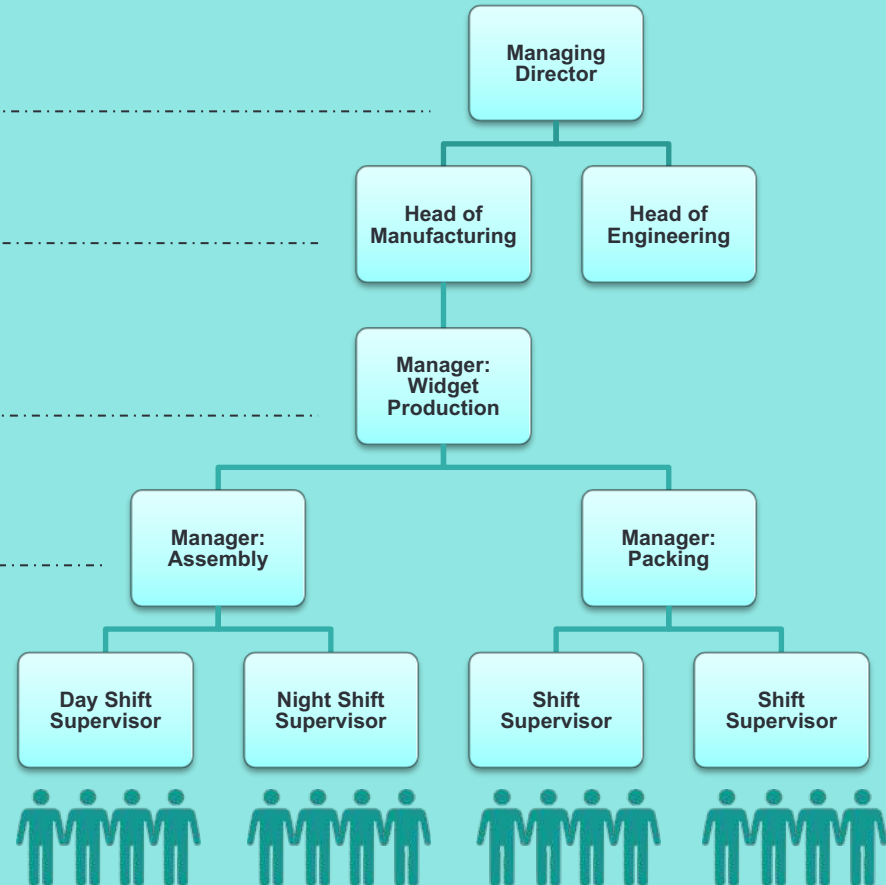 Managing
Director
Head of
Manufacturing
Head of
Engineering
Manager:
Widget
Production
Manager:
Assembly
Manager:
Packing
Day Shift
Supervisor
Night Shift
Supervisor
Shift
Supervisor
Shift
Supervisor